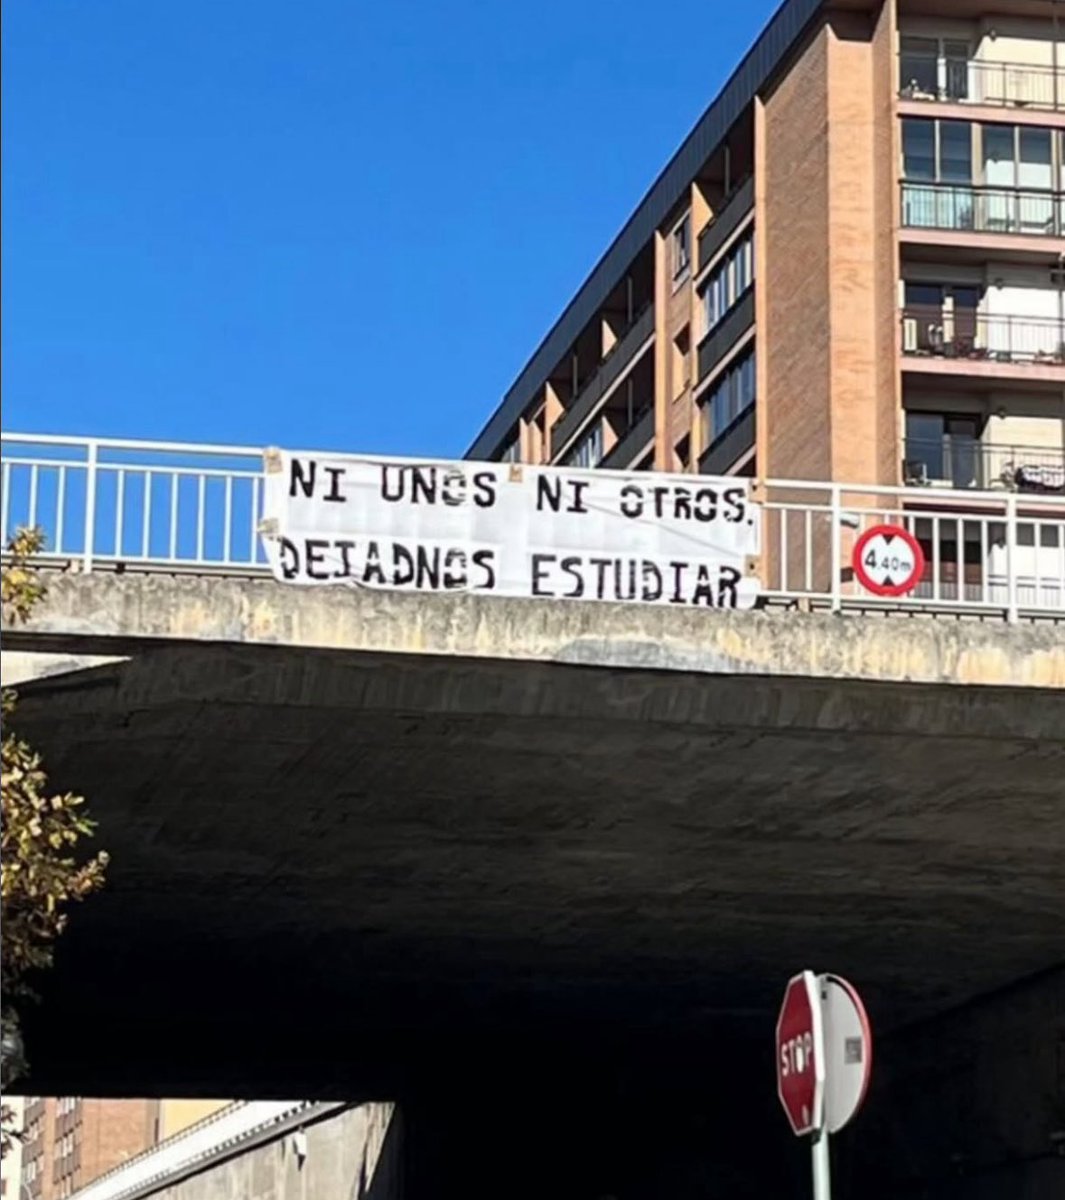 NI UNOS NI OTROS.
DEJADNOS ESTUDIAR
4.40m
STOP